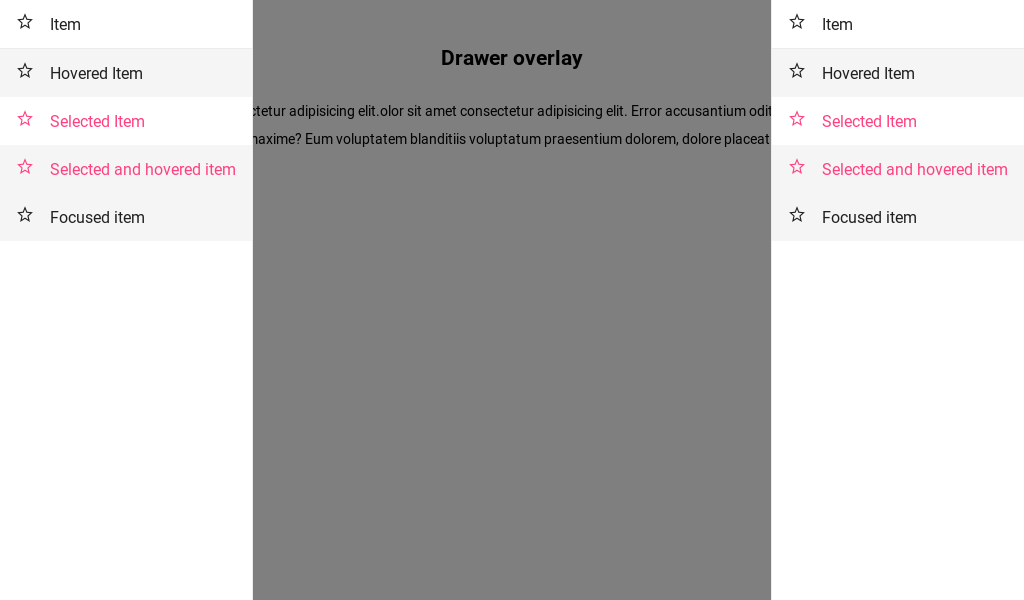 Item
Hovered Item
Selected Item
Selected and hovered item
Focused item
Drawer overlay
adipisicing elit.olor sit amet consectetur adipisicing elit. Error accusantium odit
Eum voluptatem blanditiis voluptatum praesentium dolorem, dolore placeat
Item
Hovered Item
Selected Item
Selected and hovered item
Focused item